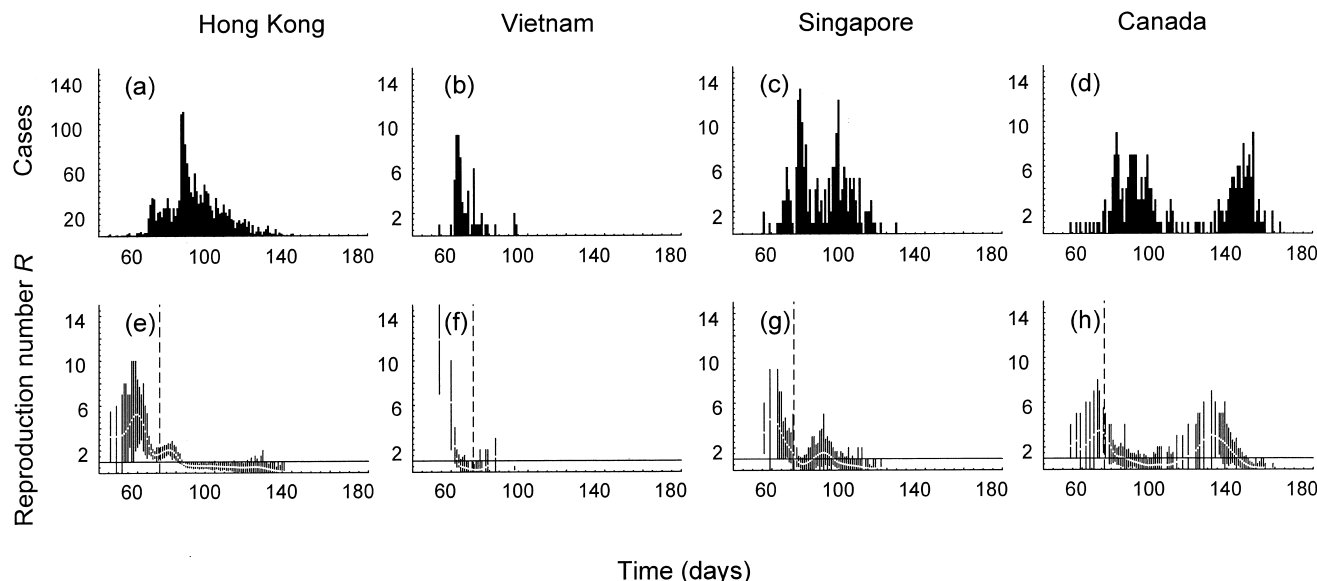 Hong Kong Vietnam Singapore Canada
Cases
140 (a) 14 (b) 14 (c) 14 (d)
100 10 10 10
60 6 6 6
20 2 2 2
60 100 140 180 60 100 140 180 60 100 140 180 60 100 140 180
Reproduction number R
14 (e) 14 (f) 14 (g) 14 (h)
10 10 10 10
6 6 6 6
2 2 2 2
60 100 140 180 60 100 140 180 60 100 140 180 60 100 140 180
Time (days)